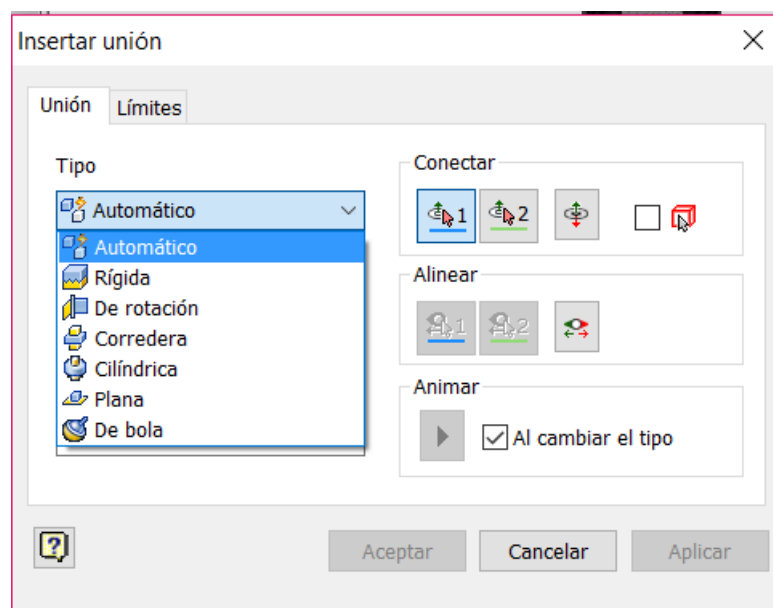 Insertar unión
Unión Límites
Tipo
Automático
Automático
Rígida
De rotación
Corredera
Cilíndrica
Plana
De bola
Conectar
1 2
Alinear
1 2
Animar
Al cambiar el tipo
Aceptar Cancelar Aplicar